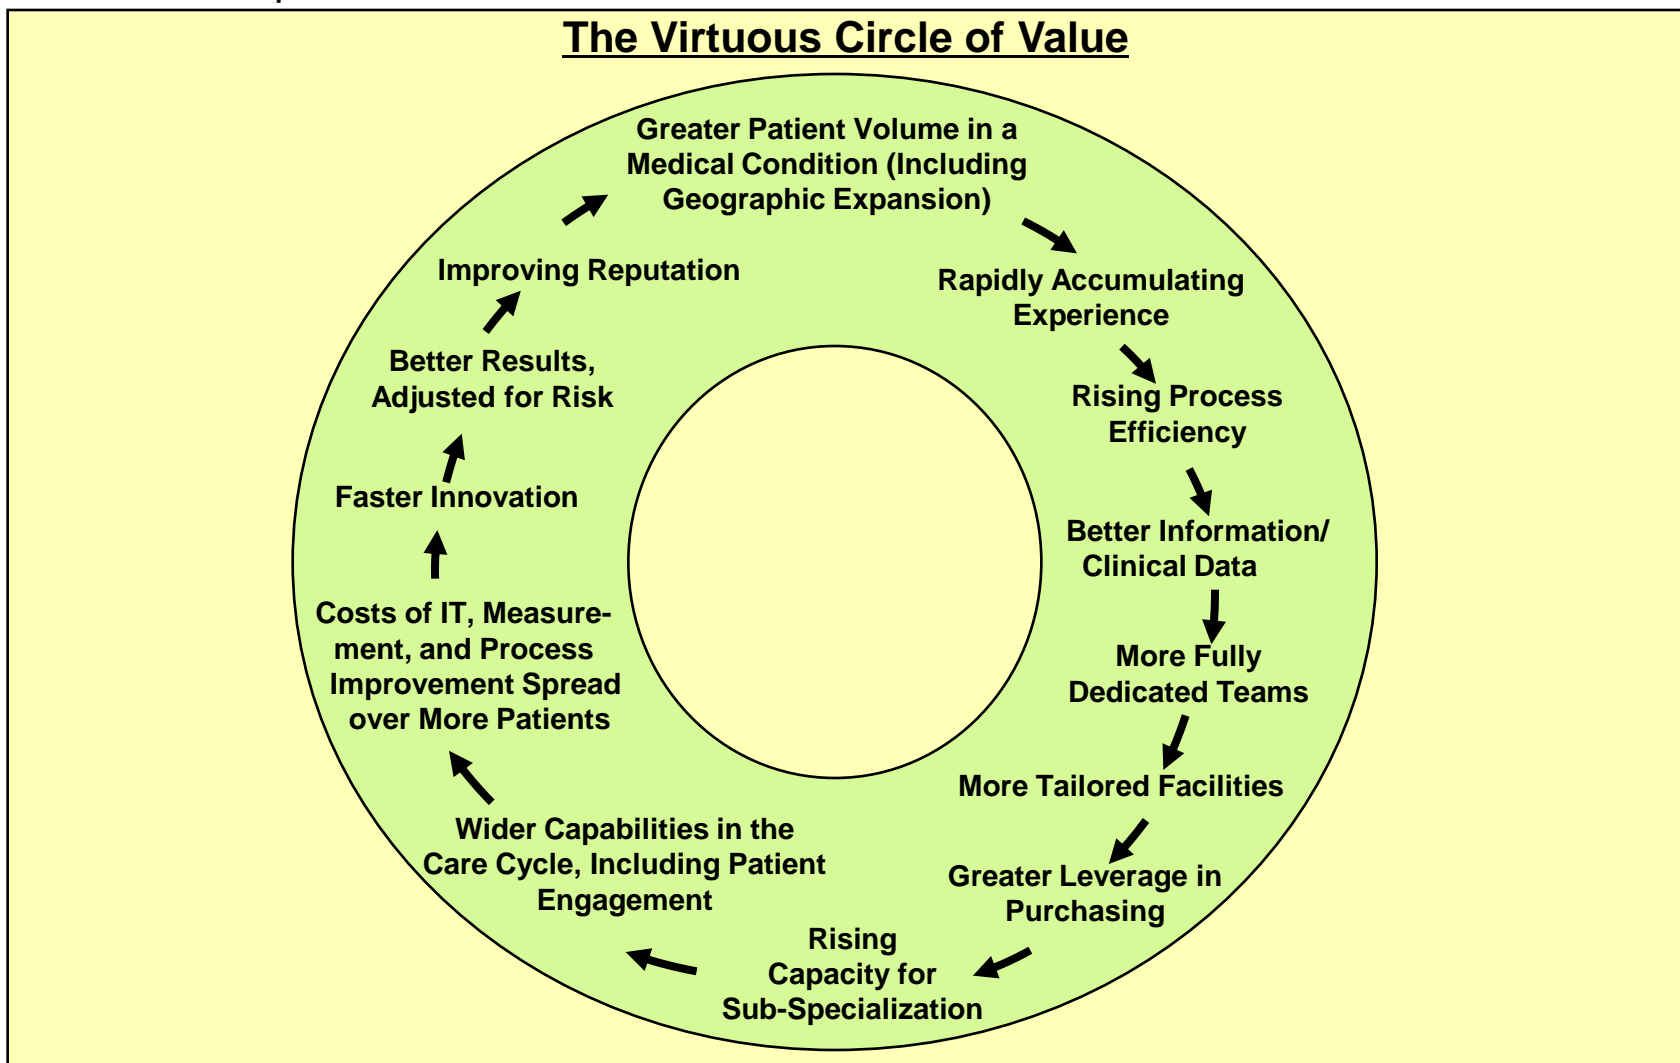 The Virtuous Circle of Value
Greater Patient Volume in a
Medical Condition (Including
Geographic Expansion)
Rapidly Accumulating
Experience
Rising Process
Efficiency
Better Information/
Clinical Data
More Fully
Dedicated Teams
More Tailored Facilities
Greater Leverage in
Purchasing
Rising
Capacity for
Sub-Specialization
Wider Capabilities in the
Care Cycle, Including Patient
Engagement
Costs of IT, Measure-
ment, and Process
Improvement Spread
over More Patients
Faster Innovation
Better Results,
Adjusted for Risk
Improving Reputation